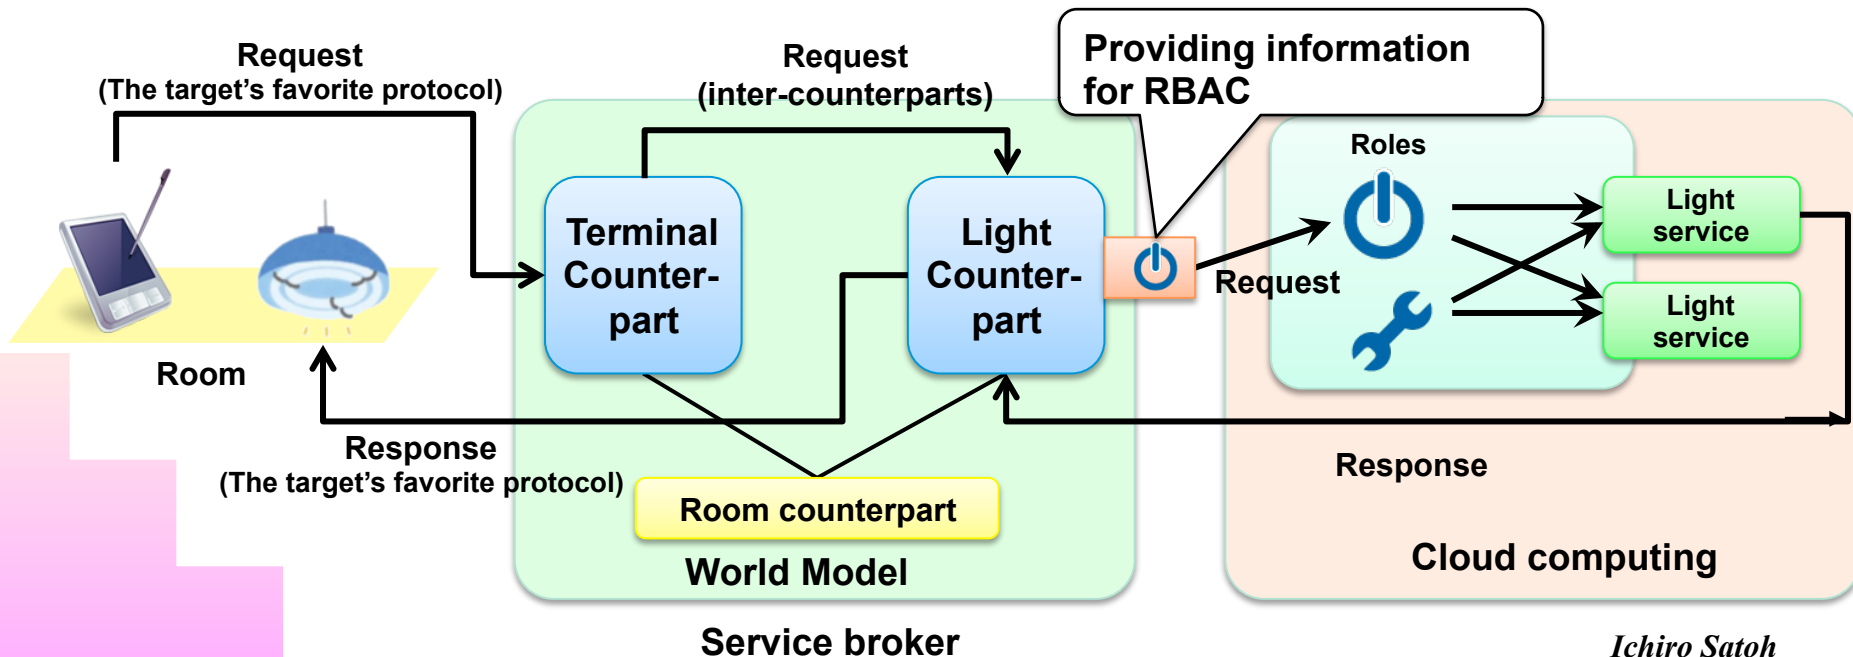 Request
(The target's favorite protocol)
Request
(inter-counterparts)
Providing information
for RBAC
Roles
Terminal
Counter-
part
Light
Counter-
part
Request
Light
service
Light
service
Room
Response
(The target's favorite protocol)
Response
Room counterpart
World Model
Cloud computing
Service broker
Ichiro Satoh